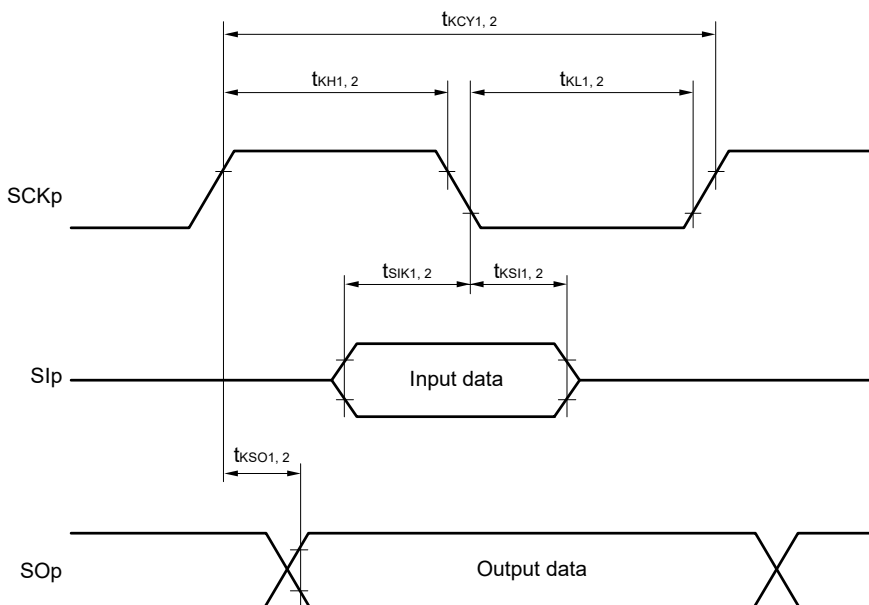 tKCY1, 2
tKH1, 2
tKL1, 2
SCKp
tSIK1, 2
tKSI1, 2
SIp
Input data
tKSO1, 2
SOp
Output data